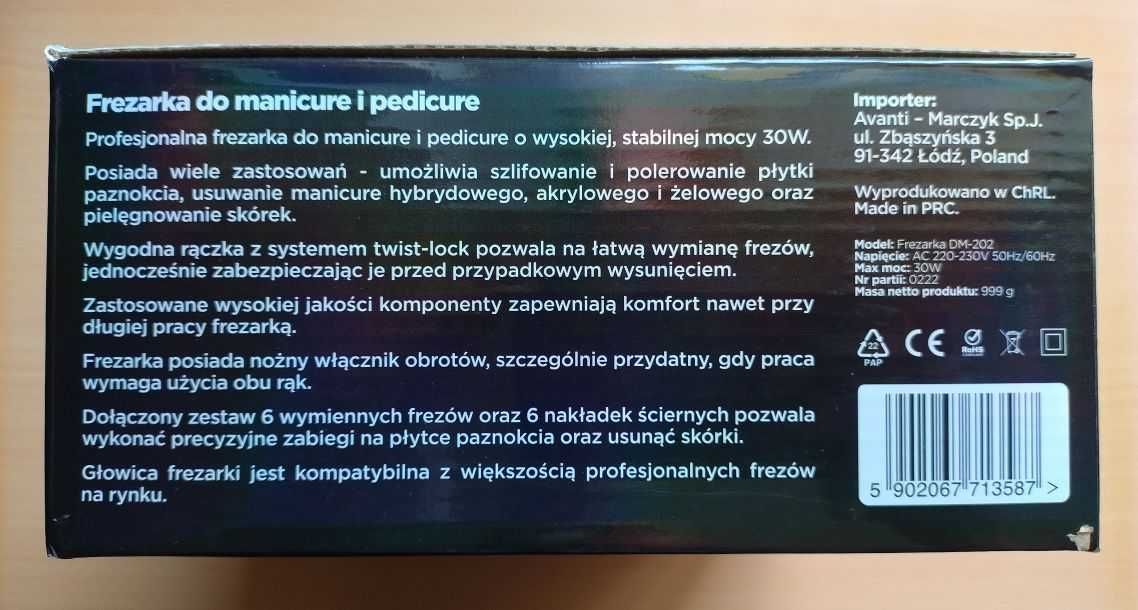 Frezarka do manicure i pedicure
Profesjonalna frezarka do manicure i pedicure o wysokiej, stabilnej mocy 30W.
Posiada wiele zastosowań - umożliwia szlifowanie i polerowanie płytki
paznokcia, usuwanie manicure hybrydowego, akrylowego i żelowego oraz
pielęgnowanie skórek.
Wygodna rączka z systemem twist-lock pozwala na łatwą wymianę frezów,
jednocześnie zabezpieczając je przed przypadkowym wysunięciem.
Zastosowane wysokiej jakości komponenty zapewniają komfort nawet przy
długiej pracy frezarką.
Frezarka posiada nożny włącznik obrotów, szczególnie przydatny, gdy praca
wymaga użycia obu rąk.
Dołączony zestaw 6 wymiennych frezów oraz 6 nakładek ściernych pozwala
wykonać precyzyjne zabiegi na płytce paznokcia oraz usunąć skórki.
Głowica frezarki jest kompatybilna z większością profesjonalnych frezów
na rynku.
Importer:
Avanti - Marczyk Sp.J.
ul. Zbąszyńska 3
91-342 Łódź, Poland
Wyprodukowano w ChRL.
Made in PRC.
Model: Frezarka DM-202
Napięcie: AC 220-230V 50Hz/60Hz
Max moc: 30W
Nr partii: 0222
Masa netto produktu: 999 g
22
PAP
CE
RoHS
5 902067 713587 >